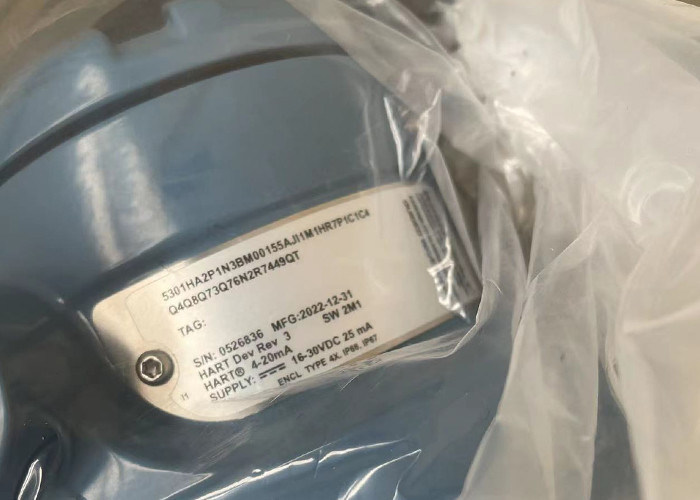 5301HA2P1N3BM00155AJI1M1HR7P1C1C4
Q4Q8Q73Q76N2R7449QT
TAG:
S/N: 0526836 MFG:2022-12-31
HART Dev Rev 3 SW 2M1
HART® 4-20mA
SUPPLY: 16-30VDC 25 mA
ENCL TYPE 4X, IP66, IP67